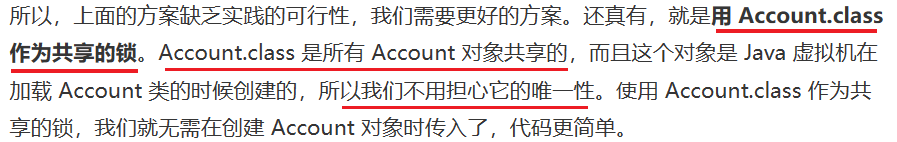 所以，上面的方案缺乏实践的可行性，我们需要更好的方案。还真有，就是用 Account.class
作为共享的锁。Account.class 是所有 Account 对象共享的，而且这个对象是 Java 虚拟机在
加载 Account 类的时候创建的，所以我们不用担心它的唯一性。使用 Account.class 作为共
享的锁，我们就无需在创建 Account 对象时传入了，代码更简单。